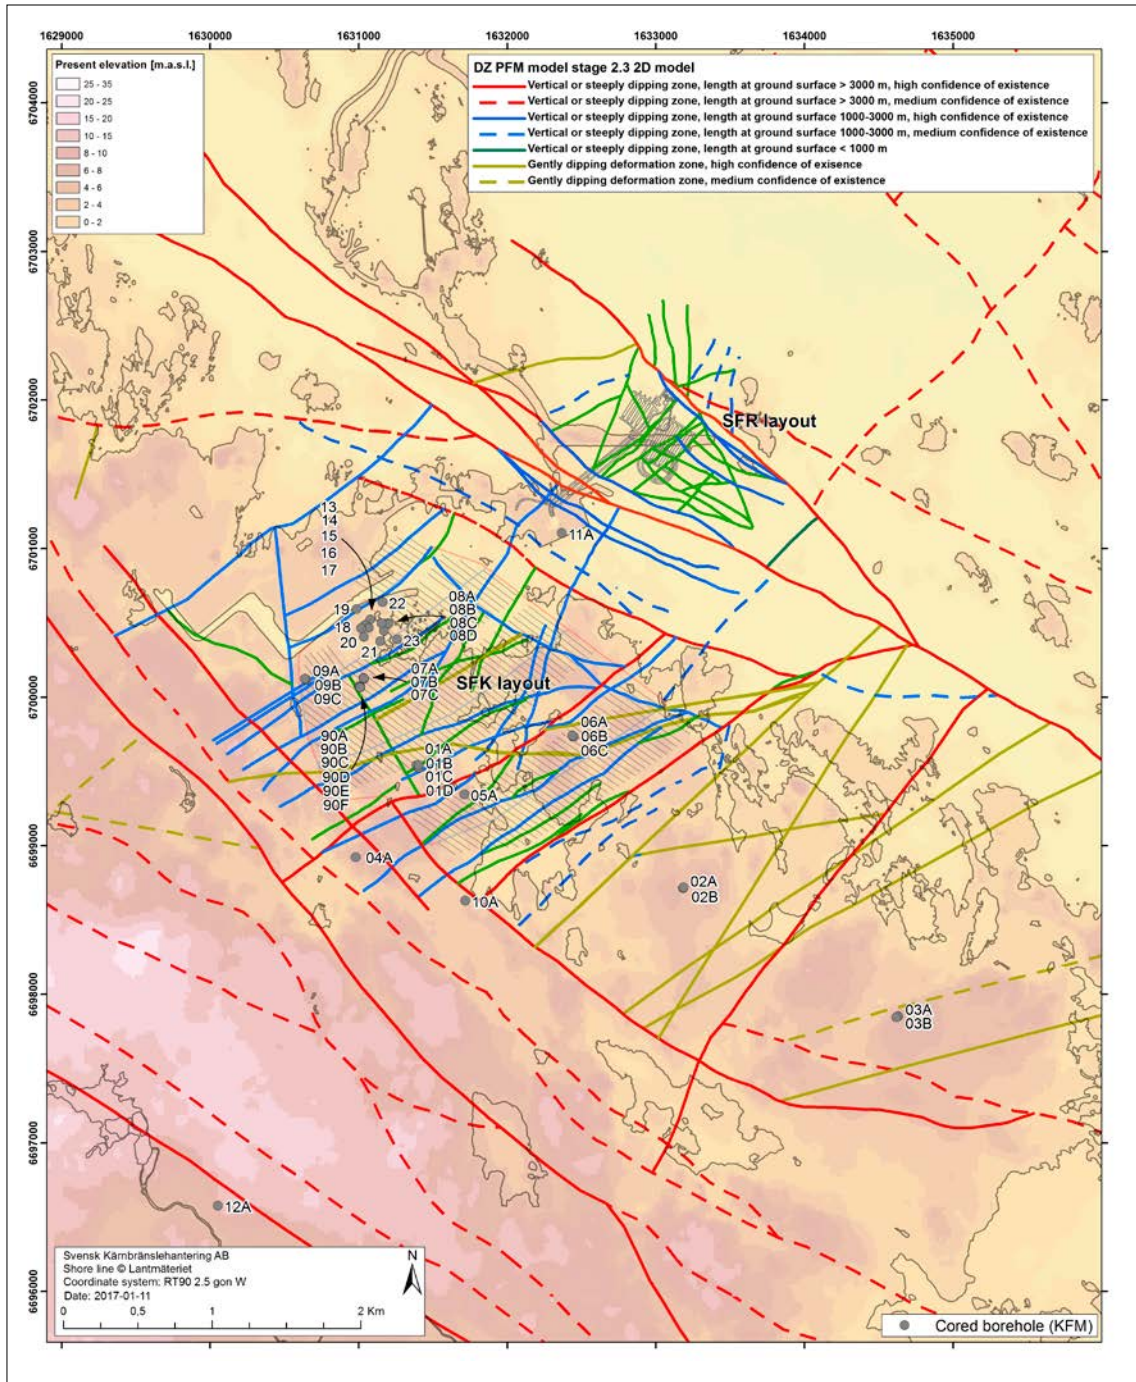 1629000 1630000 1631000 1632000 1633000 1634000 1635000
Present elevation [m.a.s.l.]
25 - 35
20 - 25
15 - 20
10 - 15
8 - 10
6 - 8
4 - 6
2 - 4
0 - 2
DZ PFM model stage 2.3 2D model
Vertical or steeply dipping zone, length at ground surface > 3000 m, high confidence of existence
Vertical or steeply dipping zone, length at ground surface > 3000 m, medium confidence of existence
Vertical or steeply dipping zone, length at ground surface 1000-3000 m, high confidence of existence
Vertical or steeply dipping zone, length at ground surface 1000-3000 m, medium confidence of existence
Vertical or steeply dipping zone, length at ground surface < 1000 m
Gently dipping deformation zone, high confidence of exisence
Gently dipping deformation zone, medium confidence of existence
6704000
6703000
6702000
6701000
6700000
6699000
6698000
6697000
6696000
SFR layout
13
14
15
16
17
11A
19
22
18
20
21
23
08A
08B
08C
08D
09A
09B
09C
07A
07B
07C
SFK layout
90A
90B
90C
90D
90E
90F
01A
01B
01C
01D
06A
06B
06C
05A
04A
10A
02A
02B
03A
03B
12A
Svensk Kärnbränslehantering AB
Shore line © Lantmäteriet
Coordinate system: RT90 2.5 gon W
Date: 2017-01-11
N
0 0,5 1 2 Km
Cored borehole (KFM)